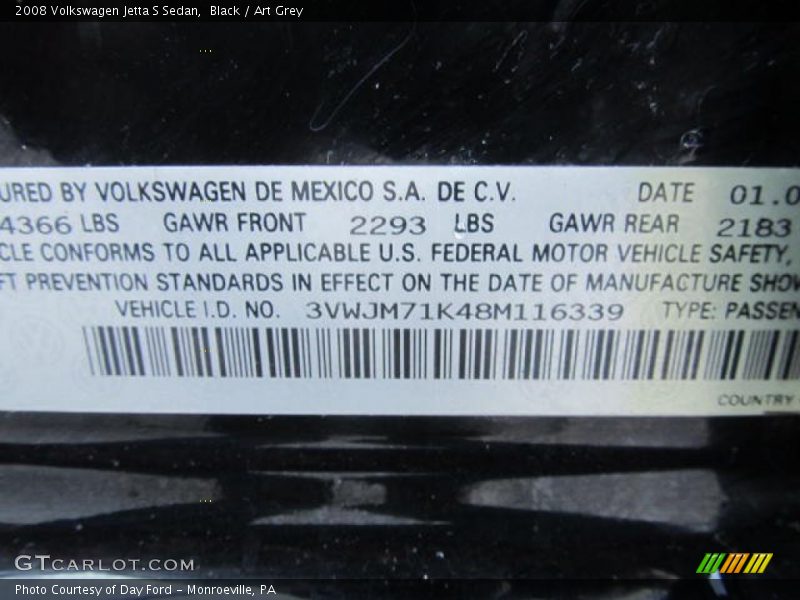 2008 Volkswagen Jetta S Sedan, Black / Art Grey
URED BY VOLKSWAGEN DE MEXICO S.A. DE C.V. DATE 01.0
4366 LBS GAWR FRONT 2293 LBS GAWR REAR 2183
CLE CONFORMS TO ALL APPLICABLE U.S. FEDERAL MOTOR VEHICLE SAFETY,
FT PREVENTION STANDARDS IN EFFECT ON THE DATE OF MANUFACTURE SHOW
VEHICLE I.D. NO. 3VWJM71K48M116339 TYPE: PASSEN
COUNTRY
GTCARLOT.COM
Photo Courtesy of Day Ford - Monroeville, PA